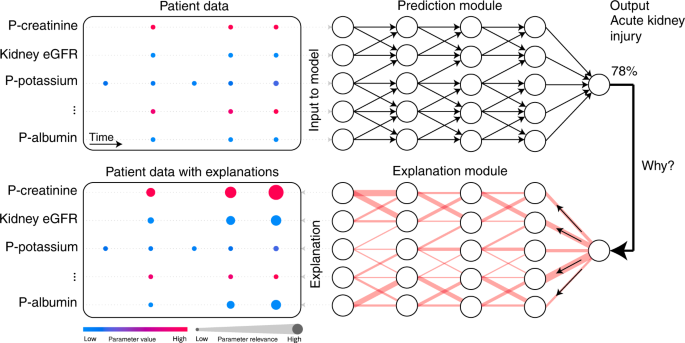 Patient data
P-creatinine
Kidney eGFR
P-potassium
...
P-albumin
Time
Input to model
Prediction module
Output
Acute kidney
injury
78%
Why?
Patient data with explanations
P-creatinine
Kidney eGFR
P-potassium
...
P-albumin
Explanation
Explanation module
Low
Parameter value
High
Low
Parameter relevance
High